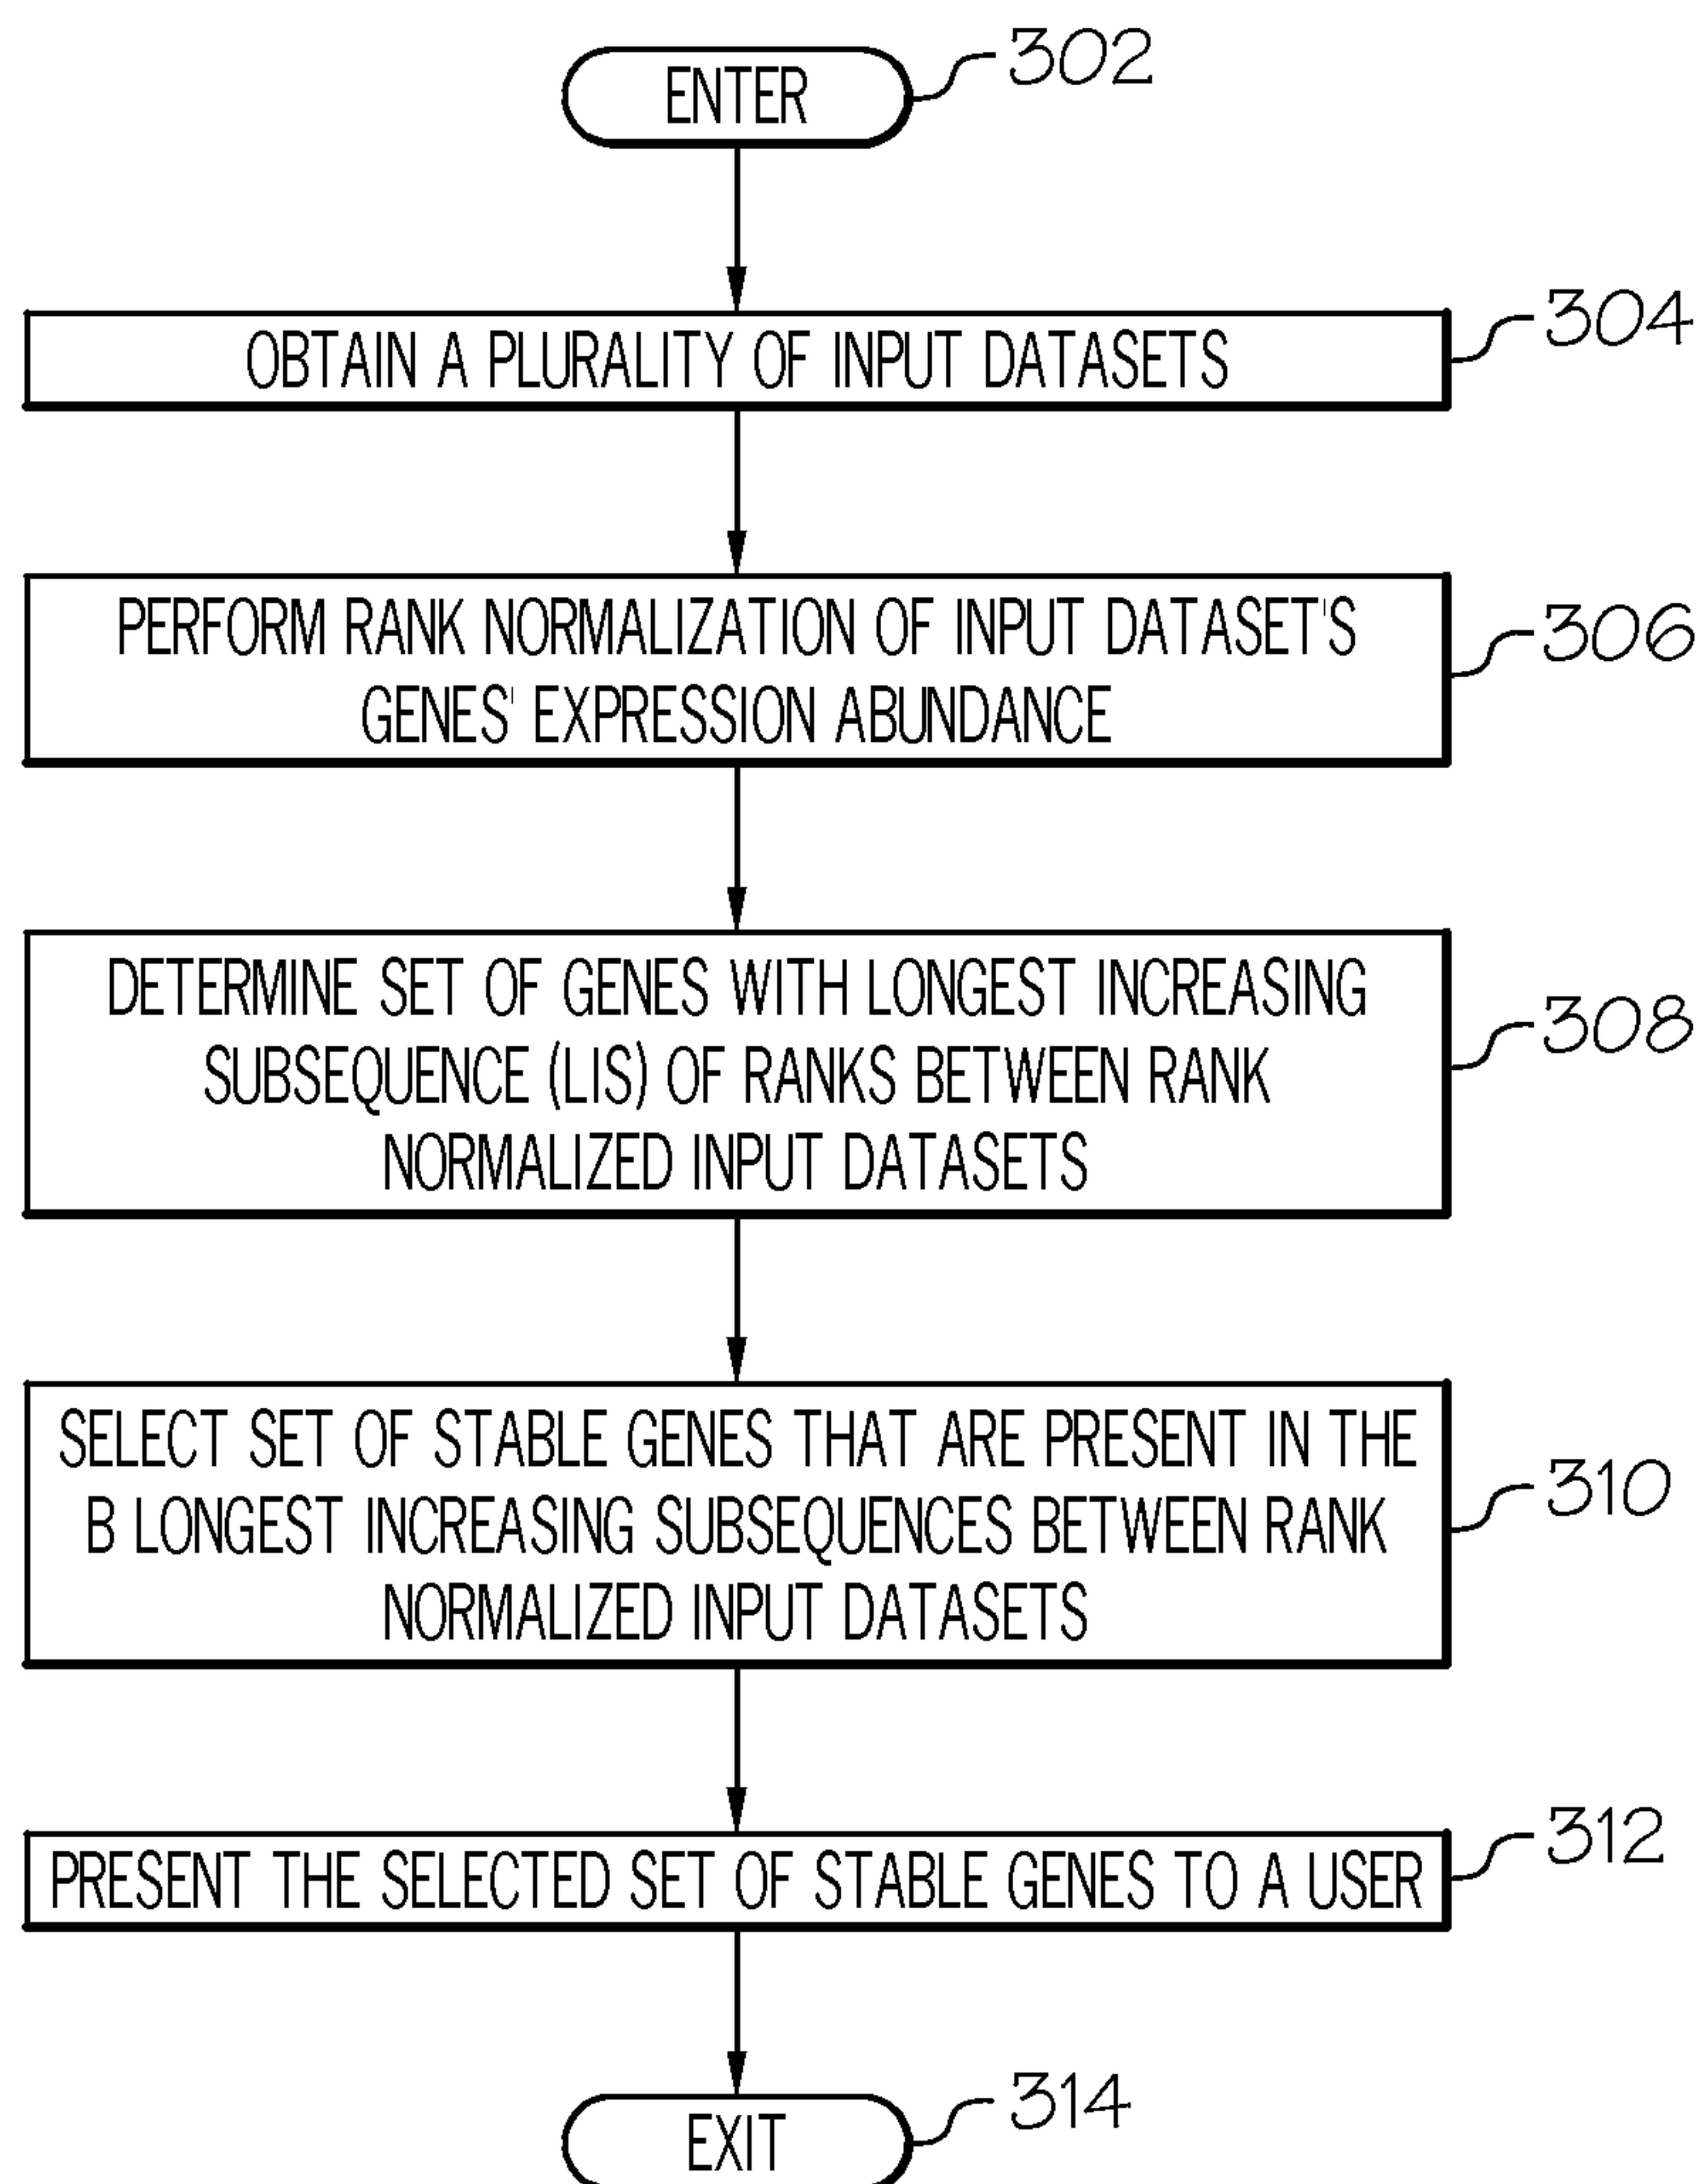 ENTER
302
OBTAIN A PLURALITY OF INPUT DATASETS
304
PERFORM RANK NORMALIZATION OF INPUT DATASET'S
GENES' EXPRESSION ABUNDANCE
306
DETERMINE SET OF GENES WITH LONGEST INCREASING
SUBSEQUENCE (LIS) OF RANKS BETWEEN RANK
NORMALIZED INPUT DATASETS
308
SELECT SET OF STABLE GENES THAT ARE PRESENT IN THE
B LONGEST INCREASING SUBSEQUENCES BETWEEN RANK
NORMALIZED INPUT DATASETS
310
PRESENT THE SELECTED SET OF STABLE GENES TO A USER
312
EXIT
314